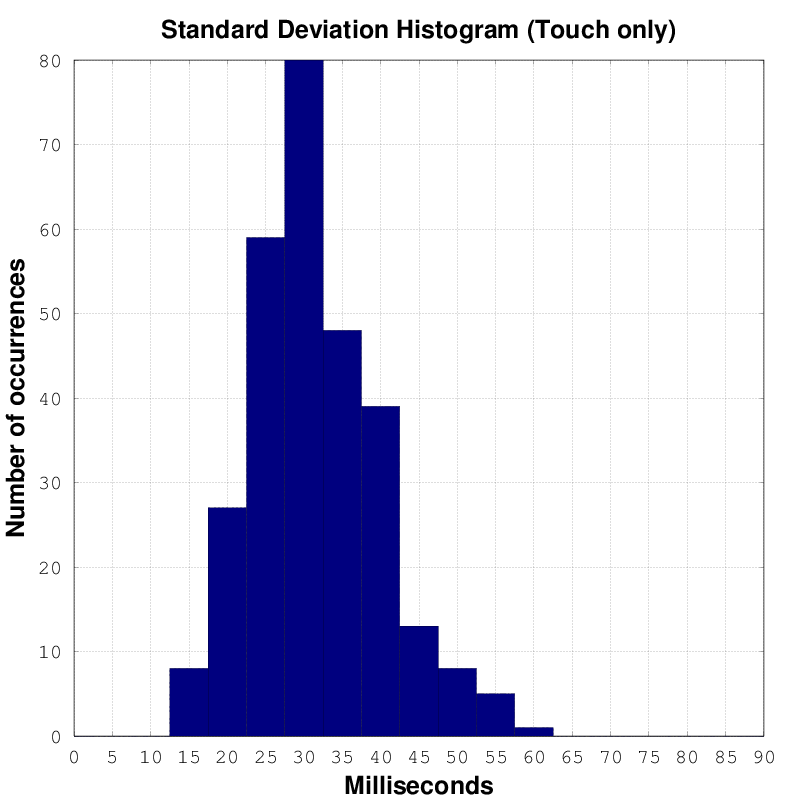 Standard Deviation Histogram (Touch only)
80
70
60
50
40
30
20
10
0
Number of occurrences
0 5 10 15 20 25 30 35 40 45 50 55 60 65 70 75 80 85 90
Milliseconds